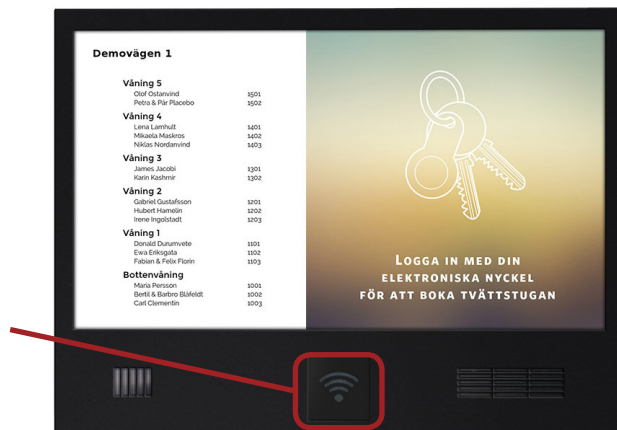 Demovägen 1
Våning 5
Olof Ostanvind 1501
Petra & Pär Placebo 1502
Våning 4
Lena Lamhult 1401
Mikaela Maskros 1402
Niklas Nordanvind 1403
Våning 3
James Jacobi 1301
Karin Kashmir 1302
Våning 2
Gabriel Gustafsson 1201
Hubert Hamelin 1202
Irene Ingolstadt 1203
Våning 1
Donald Durumvete 1101
Ewa Eriksgata 1102
Fabian & Felix Florin 1103
Bottenvåning
Maria Persson 1001
Bertil & Barbro Blåfeldt 1002
Carl Clementin 1003
LOGGA IN MED DIN
ELEKTRONISKA NYCKEL
FÖR ATT BOKA TVÄTTSTUGAN